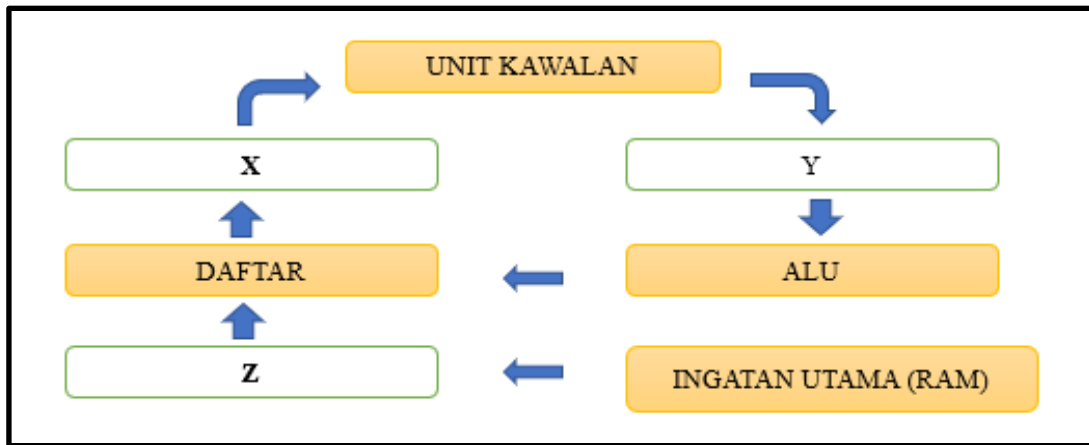 UNIT KAWALAN
X
Y
DAFTAR
ALU
Z
INGATAN UTAMA (RAM)